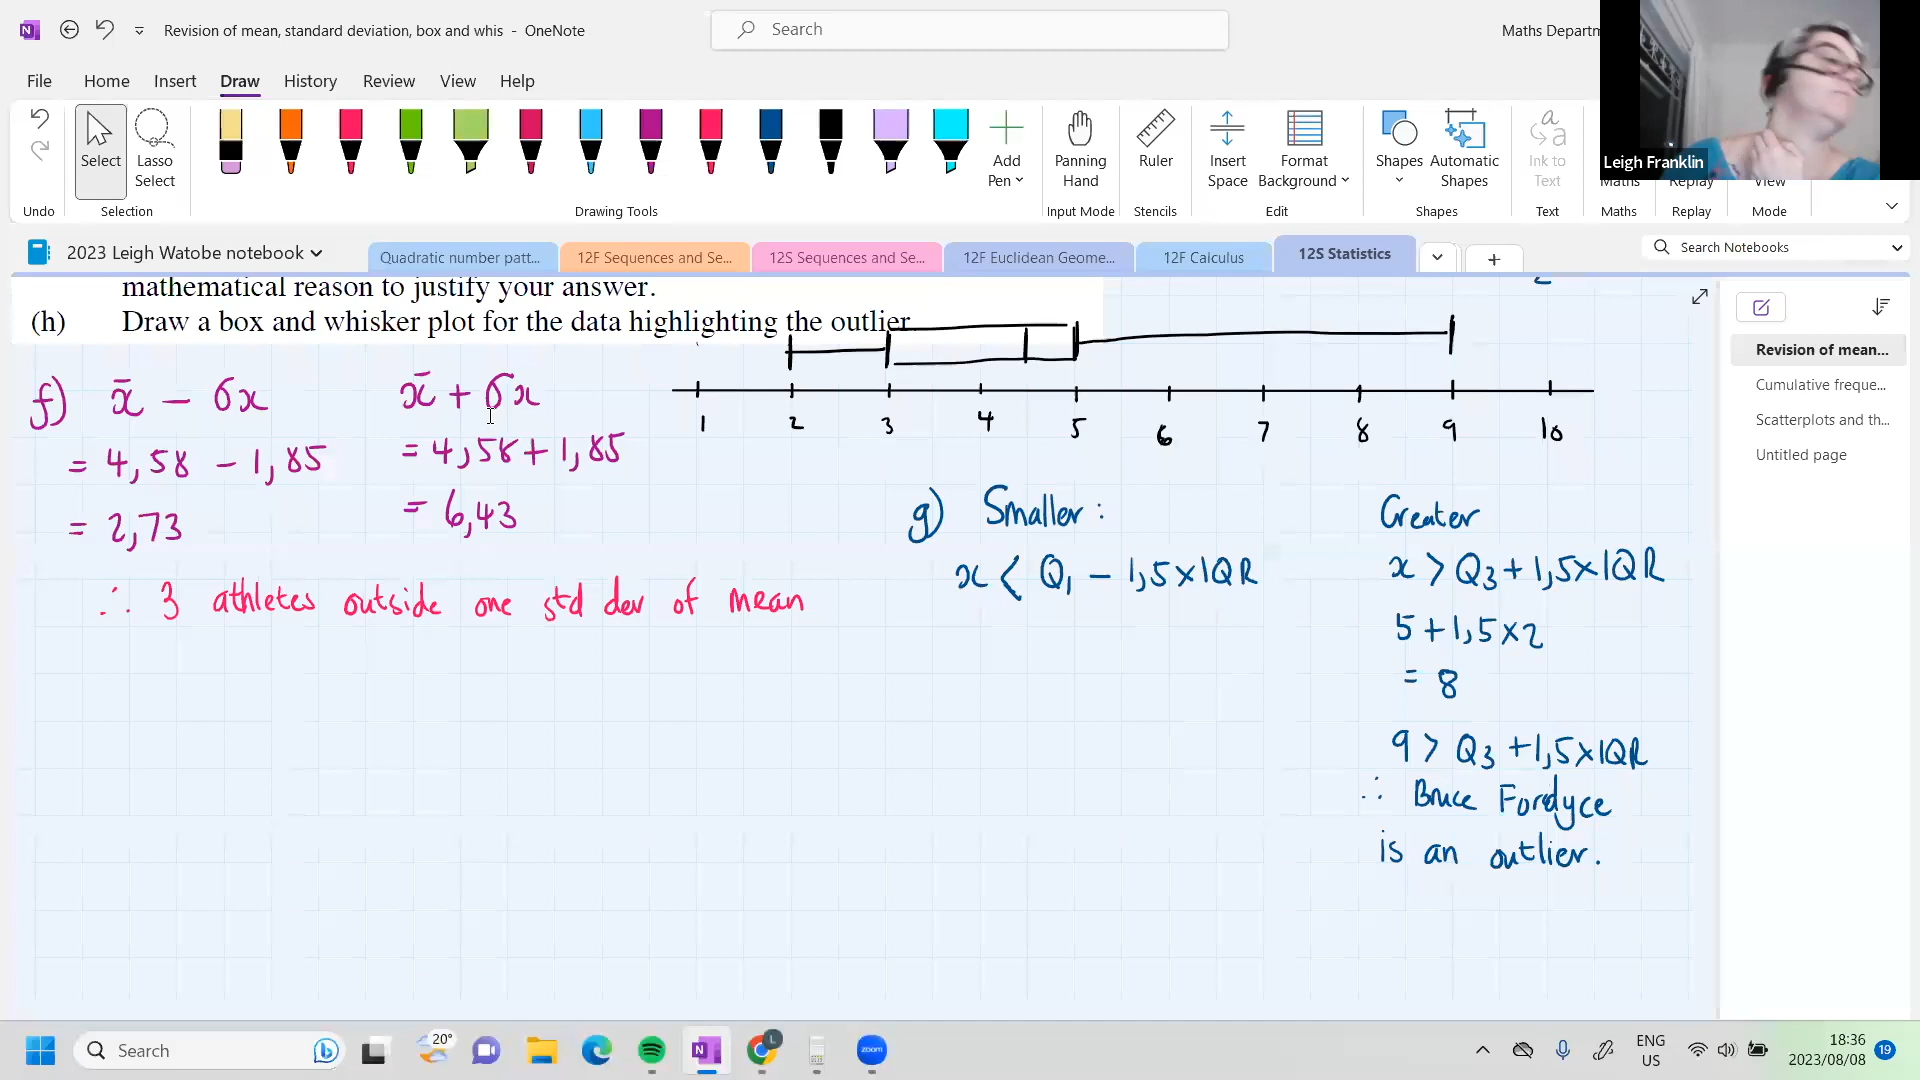 Revision of mean, standard deviation, box and whis - OneNote
Search
Maths Departm
File Home Insert Draw History Review View Help
Select
Lasso Select
Add Pen
Panning Hand
Ruler
Insert Space
Format Background
Shapes
Automatic Shapes
Ink to Text
Maths
Replay
View
Leigh Franklin
Undo Selection Drawing Tools Input Mode Stencils Edit Shapes Text Maths Replay Mode
2023 Leigh Watobe notebook
Quadratic number patt...
12F Sequences and Se...
12S Sequences and Se...
12F Euclidean Geome...
12F Calculus
12S Statistics
Search Notebooks
mathematical reason to justify your answer.
(h) Draw a box and whisker plot for the data highlighting the outlier.
1 2 3 4 5 6 7 8 9 10
f) x̄ − σx
= 4,58 − 1,85
= 2,73
x̄ + σx
= 4,58 + 1,85
= 6,43
∴ 3 athletes outside one std dev of mean
g) Smaller:
x < Q₁ − 1,5×IQR
Greater
x > Q₃ + 1,5×IQR
5 + 1,5×2
= 8
9 > Q₃ + 1,5×IQR
∴ Bruce Fordyce
is an outlier.
Revision of mean...
Cumulative freque...
Scatterplots and th...
Untitled page
Search
20°
zoom
ENG
US
18:36
2023/08/08
19